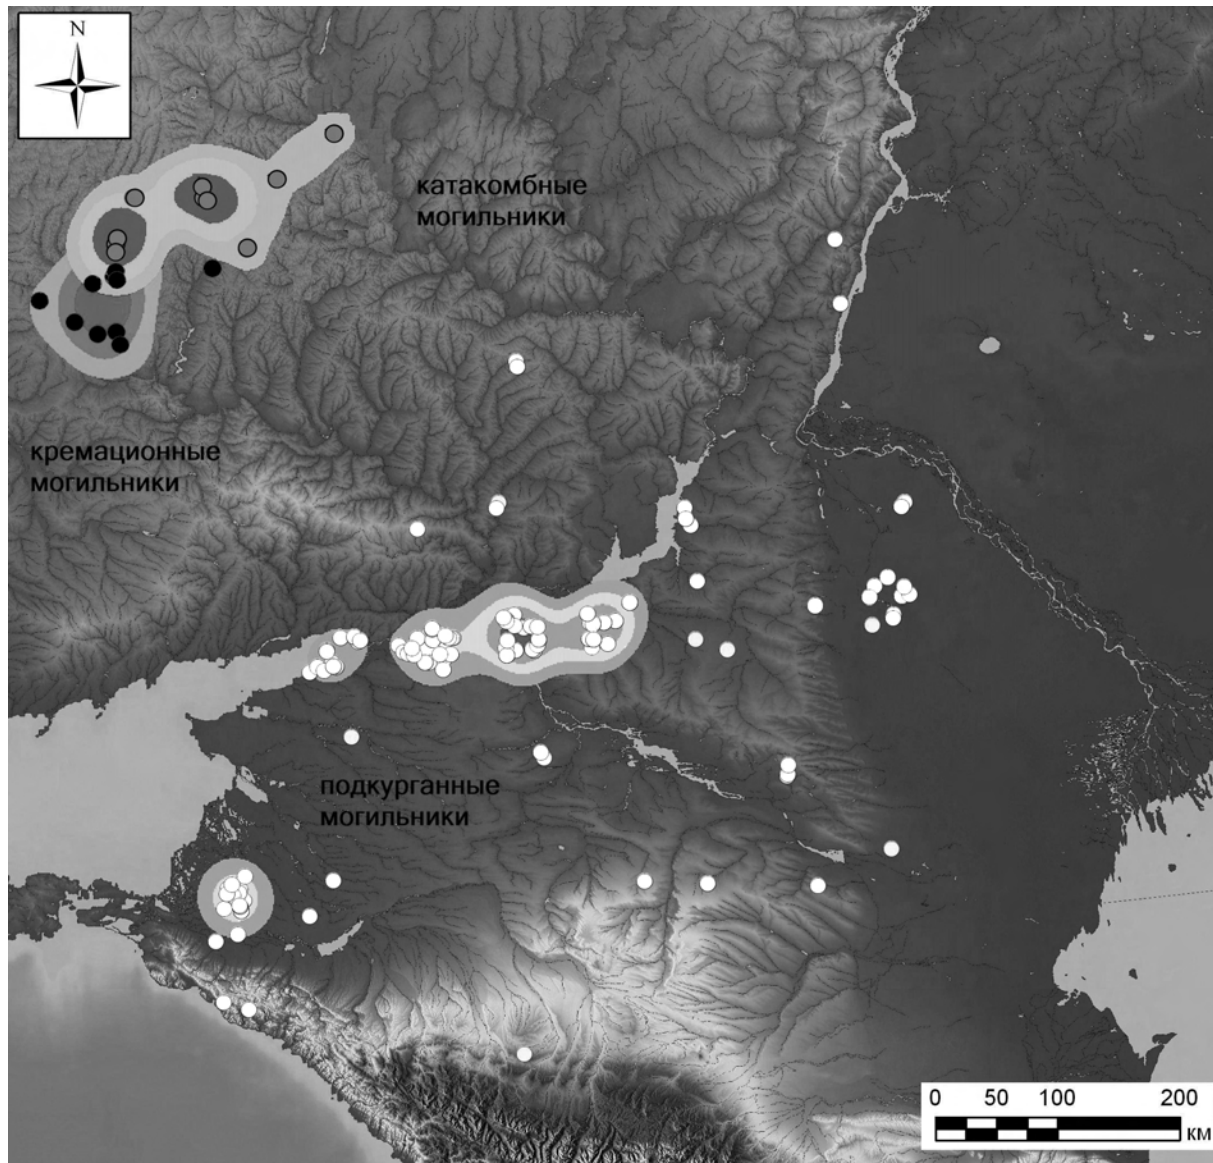 N
катакомбные
могильники
кремационные
могильники
подкурганные
могильники
0 50 100 200
км